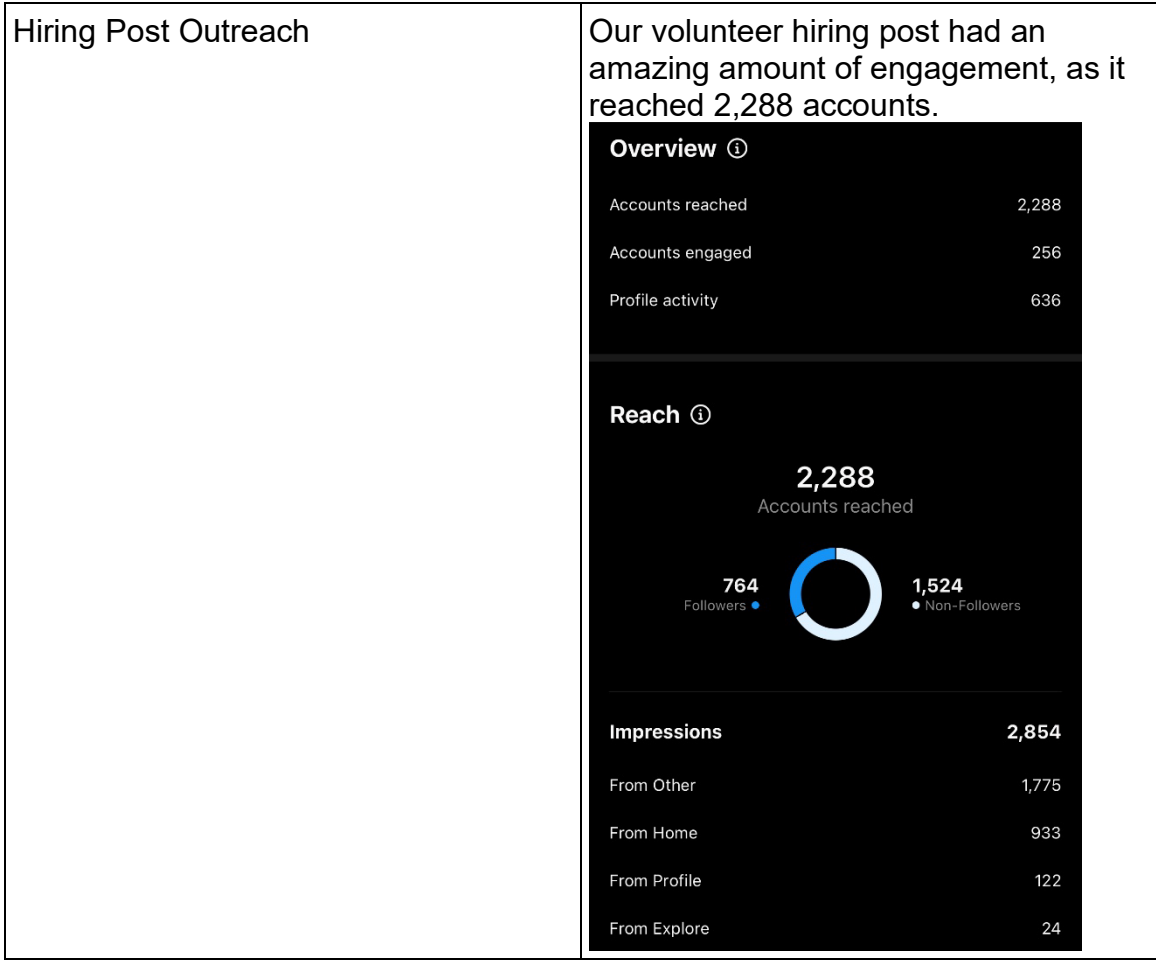 Hiring Post Outreach
Our volunteer hiring post had an
amazing amount of engagement, as it
reached 2,288 accounts.
Overview
Accounts reached 2,288
Accounts engaged 256
Profile activity 636
Reach
2,288
Accounts reached
764
Followers
1,524
Non-Followers
Impressions 2,854
From Other 1,775
From Home 933
From Profile 122
From Explore 24